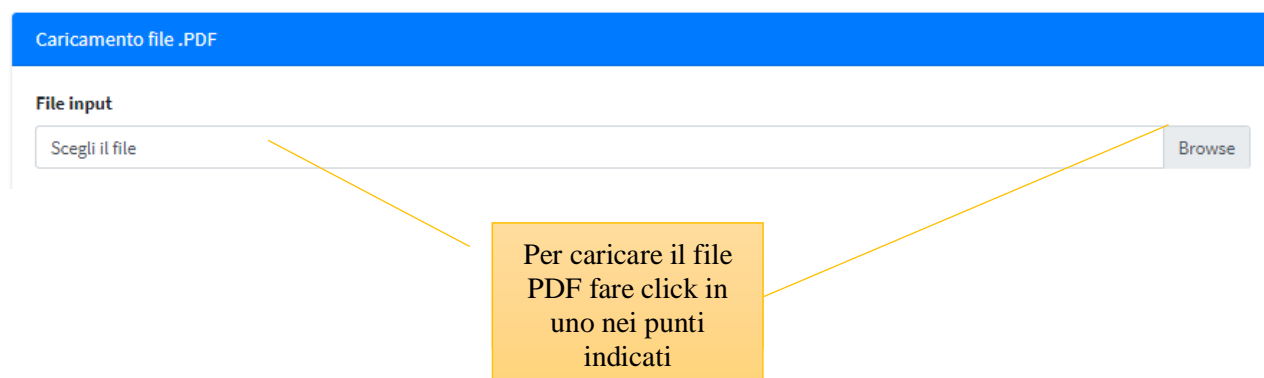 Caricamento file .PDF
File input
Scegli il file
Browse
Per caricare il file
PDF fare click in
uno nei punti
indicati